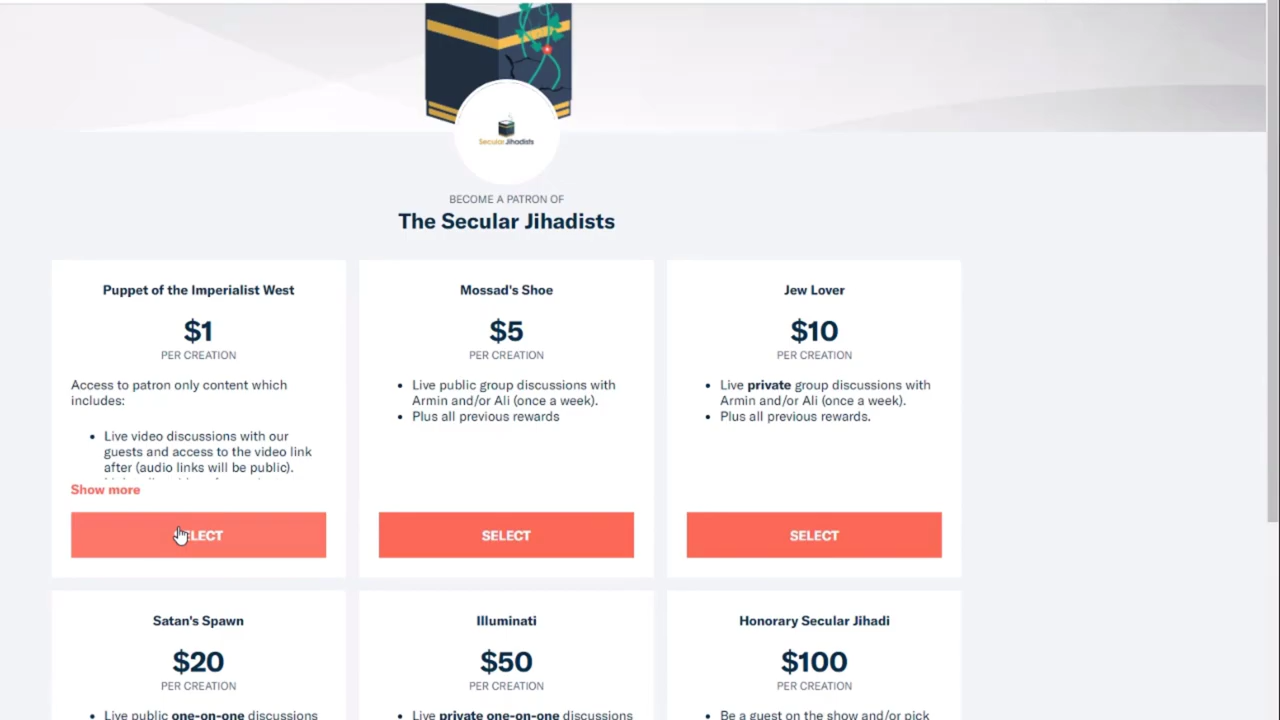 Secular Jihadists
BECOME A PATRON OF
The Secular Jihadists
Puppet of the Imperialist West
$1
PER CREATION
Access to patron only content which
includes:
• Live video discussions with our
guests and access to the video link
after (audio links will be public).
Show more
SELECT
Mossad's Shoe
$5
PER CREATION
• Live public group discussions with
Armin and/or Ali (once a week).
• Plus all previous rewards
SELECT
Jew Lover
$10
PER CREATION
• Live private group discussions with
Armin and/or Ali (once a week).
• Plus all previous rewards.
SELECT
Satan's Spawn
$20
PER CREATION
• Live public one-on-one discussions
Illuminati
$50
PER CREATION
• Live private one-on-one discussions
Honorary Secular Jihadi
$100
PER CREATION
• Be a guest on the show and/or pick